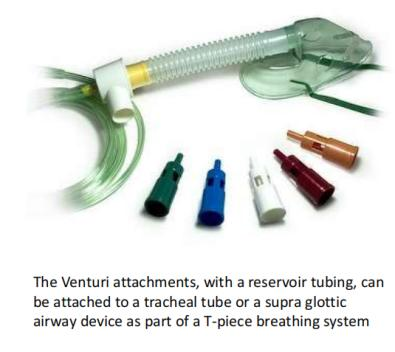 The Venturi attachments, with a reservoir tubing, can
be attached to a tracheal tube or a supra glottic
airway device as part of a T-piece breathing system